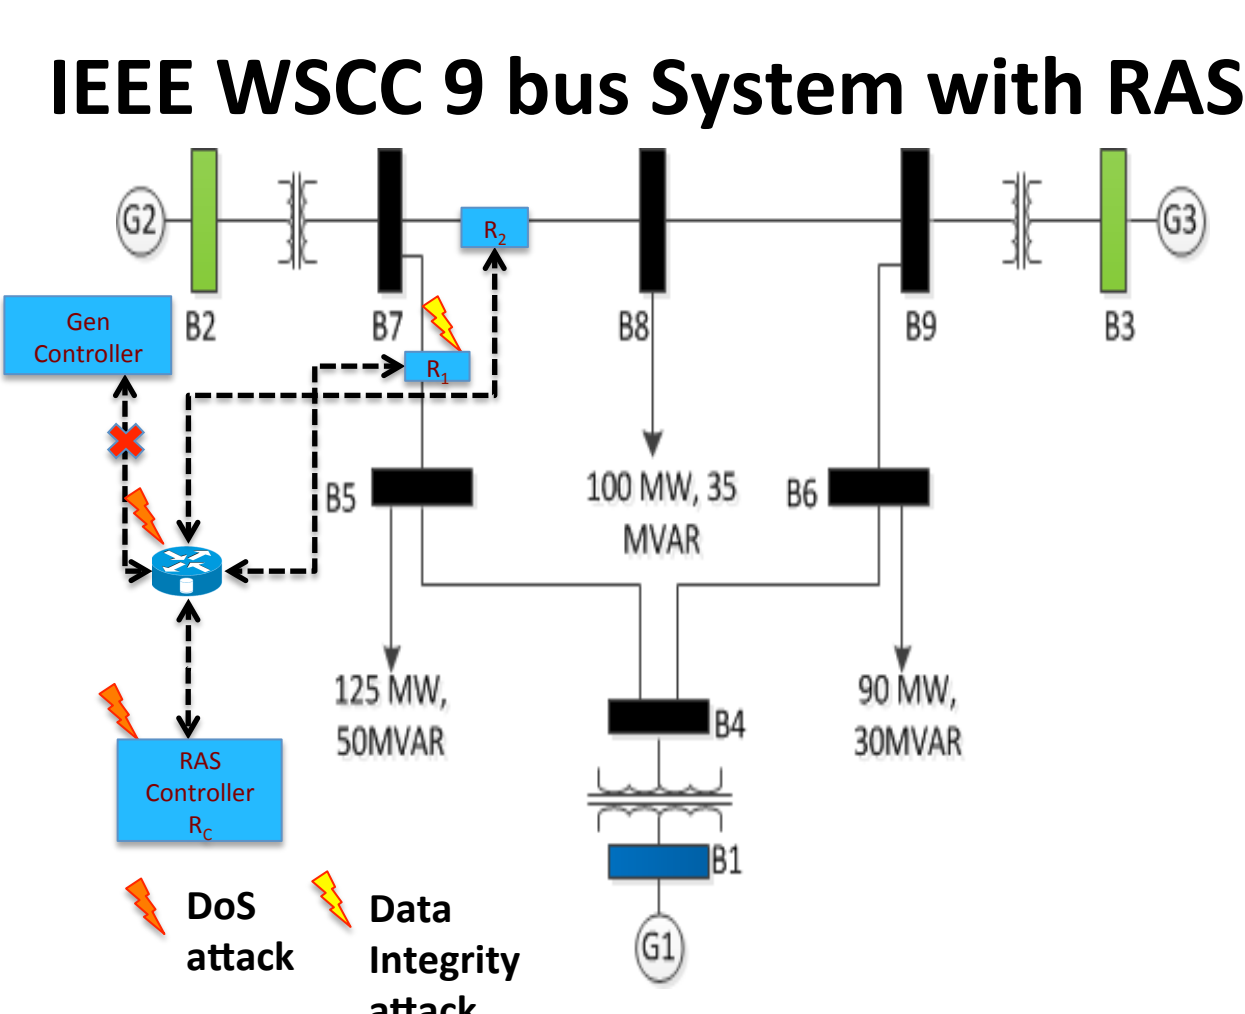 IEEE WSCC 9 bus System with RAS
G2
R2
G3
B2
B7
B8
B9
B3
Gen
Controller
R1
B5
100 MW, 35
MVAR
B6
125 MW,
50MVAR
90 MW,
30MVAR
B4
RAS
Controller
RC
B1
DoS
attack
Data
Integrity
attack
G1